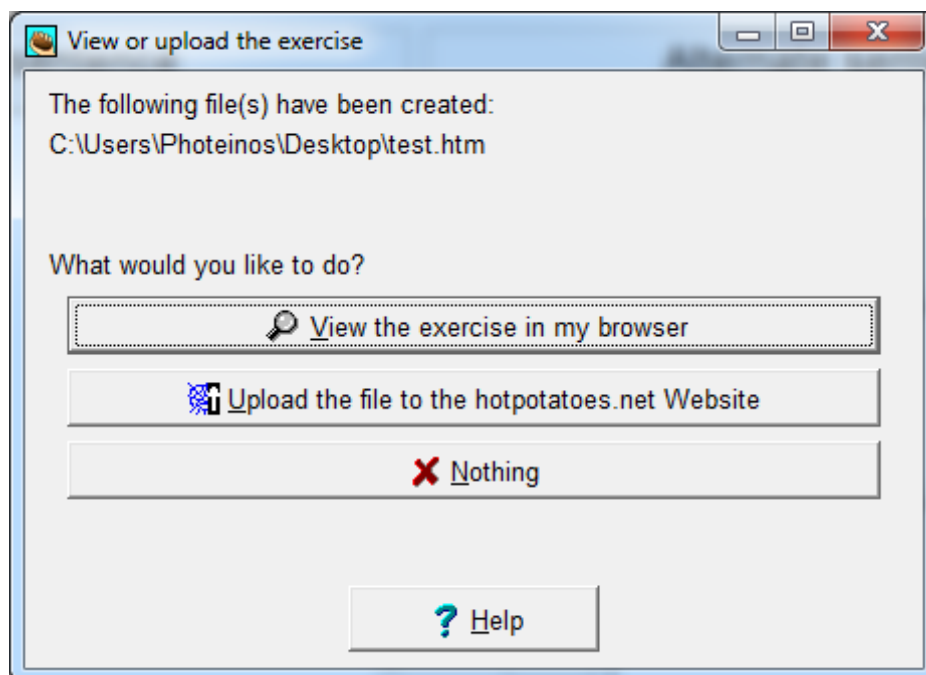 View or upload the exercise
The following file(s) have been created:
C:\Users\Photeinos\Desktop\test.htm
What would you like to do?
View the exercise in my browser
Upload the file to the hotpotatoes.net Website
Nothing
Help